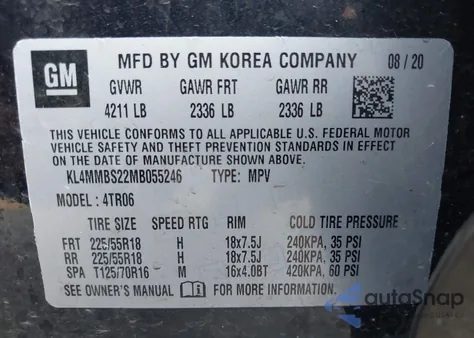 GM
MFD BY GM KOREA COMPANY 08/20
GVWR GAWR FRT GAWR RR
4211 LB 2336 LB 2336 LB
THIS VEHICLE CONFORMS TO ALL APPLICABLE U.S. FEDERAL MOTOR
VEHICLE SAFETY AND THEFT PREVENTION STANDARDS IN EFFECT
ON THE DATE OF MANUFACTURE SHOWN ABOVE.
KL4MMBS22MB055246 TYPE: MPV
MODEL: 4TR06
TIRE SIZE SPEED RTG RIM COLD TIRE PRESSURE
FRT 225/55R18 H 18x7.5J 240KPA, 35 PSI
RR 225/55R18 H 18x7.5J 240KPA, 35 PSI
SPA T125/70R16 M 16x4.0BT 420KPA, 60 PSI
SEE OWNER'S MANUAL FOR MORE INFORMATION.
autoSnap